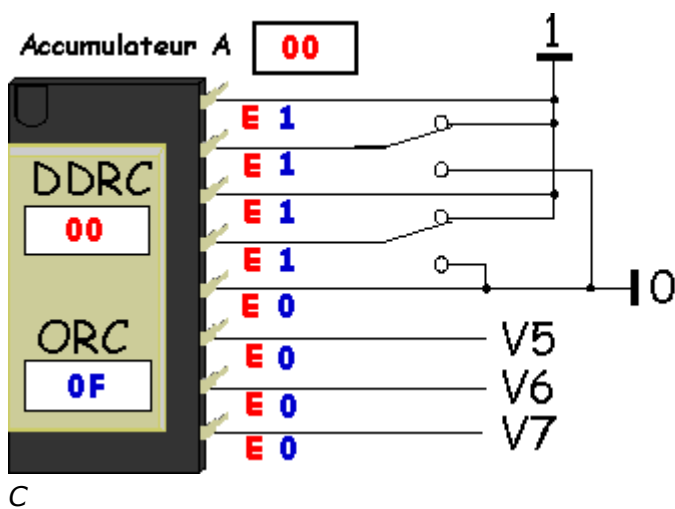 Accumulateur A 00
1
E 1
E 1
DDRC
E 1
00
E 1
0
E 0
ORC
V5
E 0
0F
V6
E 0
V7
E 0
C